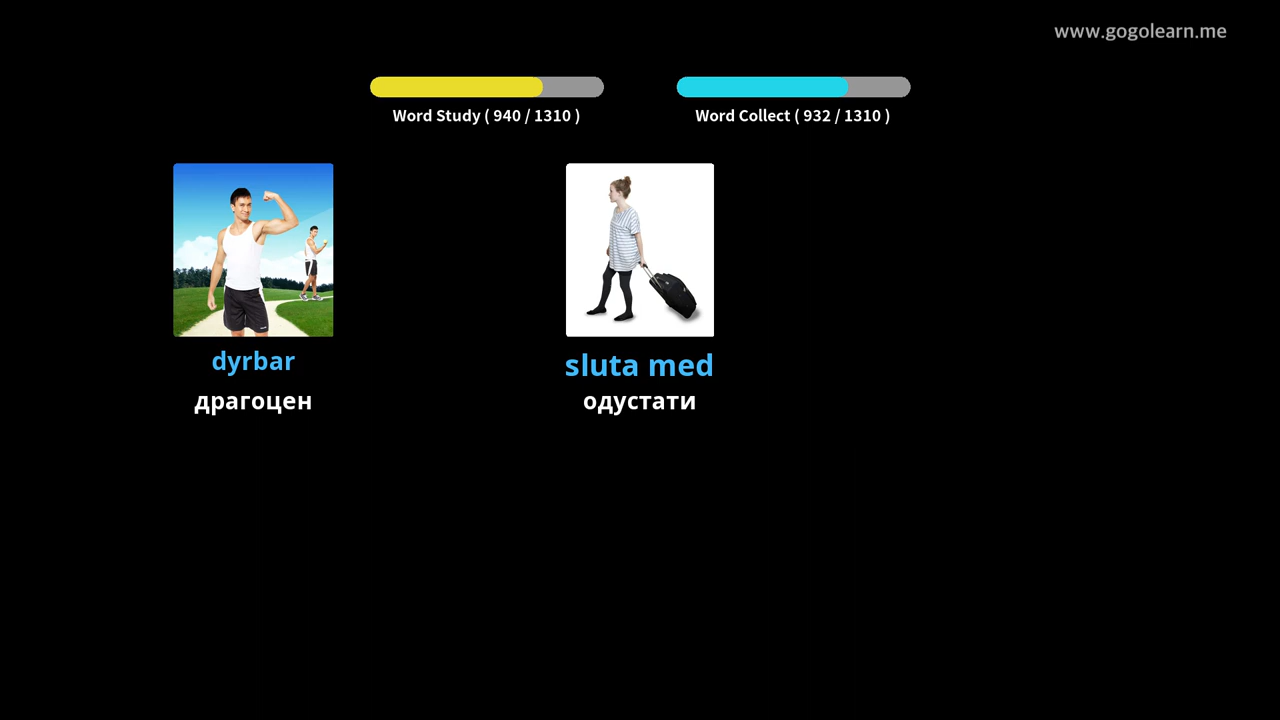 www.gogolearn.me
Word Study ( 940 / 1310 )
Word Collect ( 932 / 1310 )
dyrbar
драгоцен
sluta med
одустати